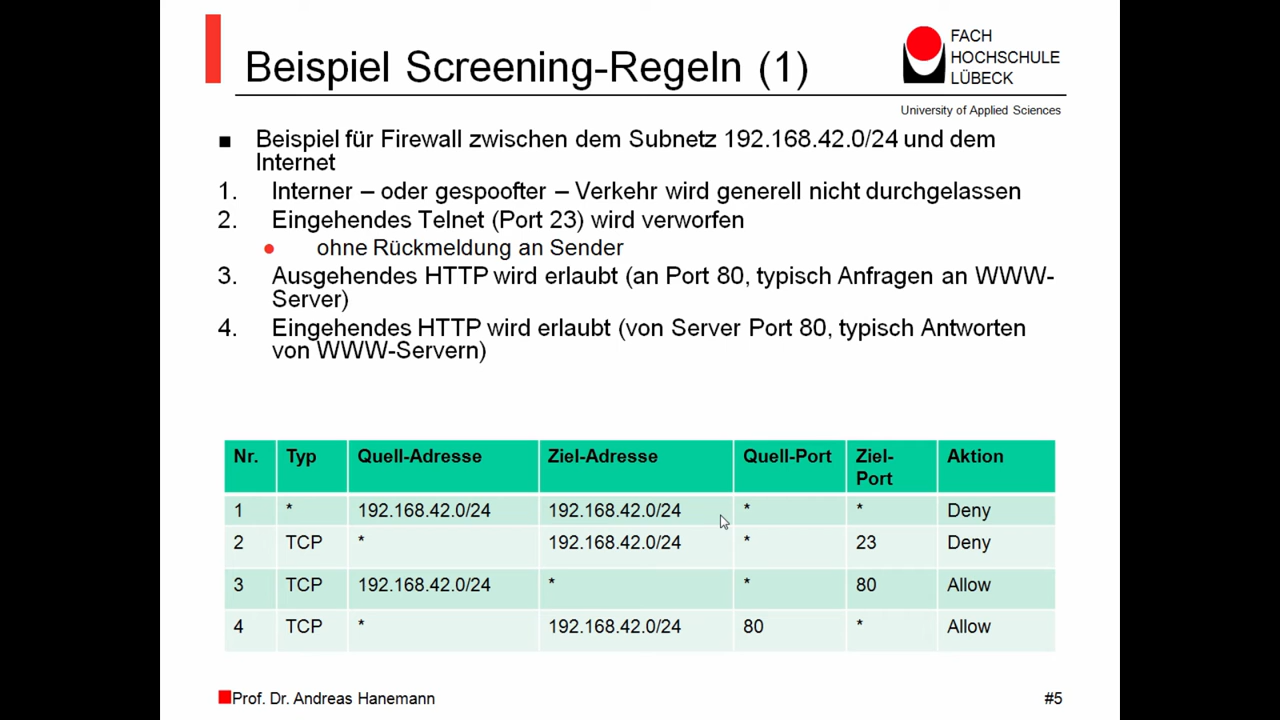 Beispiel Screening-Regeln (1)
FACH
HOCHSCHULE
LÜBECK
University of Applied Sciences
Beispiel für Firewall zwischen dem Subnetz 192.168.42.0/24 und dem
Internet
1. Interner – oder gespoofter – Verkehr wird generell nicht durchgelassen
2. Eingehendes Telnet (Port 23) wird verworfen
ohne Rückmeldung an Sender
3. Ausgehendes HTTP wird erlaubt (an Port 80, typisch Anfragen an WWW-
Server)
4. Eingehendes HTTP wird erlaubt (von Server Port 80, typisch Antworten
von WWW-Servern)
Nr. Typ Quell-Adresse Ziel-Adresse Quell-Port Ziel-
Port Aktion
1 * 192.168.42.0/24 192.168.42.0/24 * * Deny
2 TCP * 192.168.42.0/24 * 23 Deny
3 TCP 192.168.42.0/24 * * 80 Allow
4 TCP * 192.168.42.0/24 80 * Allow
Prof. Dr. Andreas Hanemann
#5